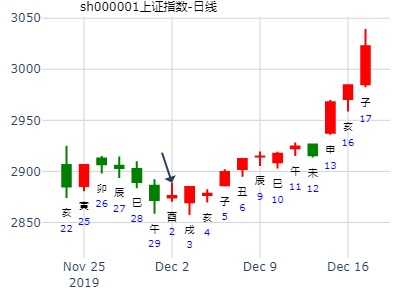 sh000001上证指数-日线
3050
3000
2950
2900
2850
亥
22
寅
25
卯
26
辰
27
巳
28
午
29
酉
2
戌
3
亥
4
子
5
丑
6
辰
9
巳
10
午
11
未
12
申
13
亥
16
子
17
Nov 25
2019
Dec 2
Dec 9
Dec 16